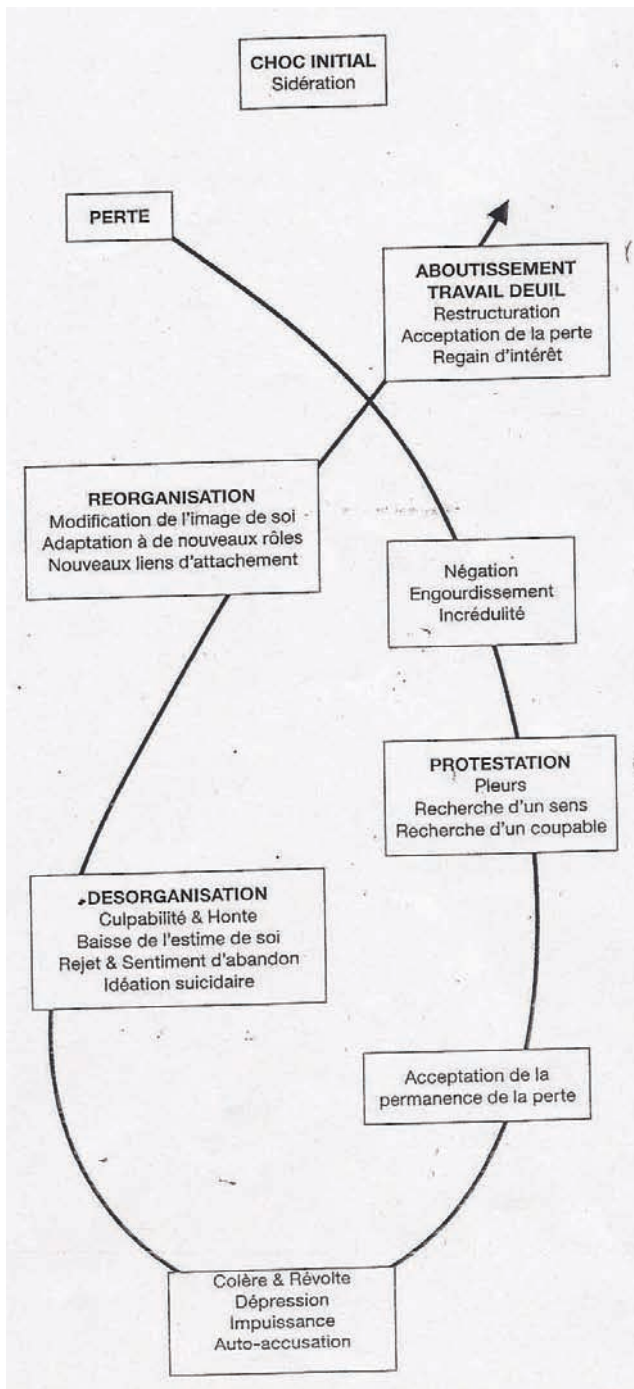 CHOC INITIAL
Sidération
PERTE
ABOUTISSEMENT
TRAVAIL DEUIL
Restructuration
Acceptation de la perte
Regain d'intérêt
REORGANISATION
Modification de l'image de soi
Adaptation à de nouveaux rôles
Nouveaux liens d'attachement
Négation
Engourdissement
Incrédulité
PROTESTATION
Pleurs
Recherche d'un sens
Recherche d'un coupable
DESORGANISATION
Culpabilité & Honte
Baisse de l'estime de soi
Rejet & Sentiment d'abandon
Idéation suicidaire
Acceptation de la
permanence de la perte
Colère & Révolte
Dépression
Impuissance
Auto-accusation